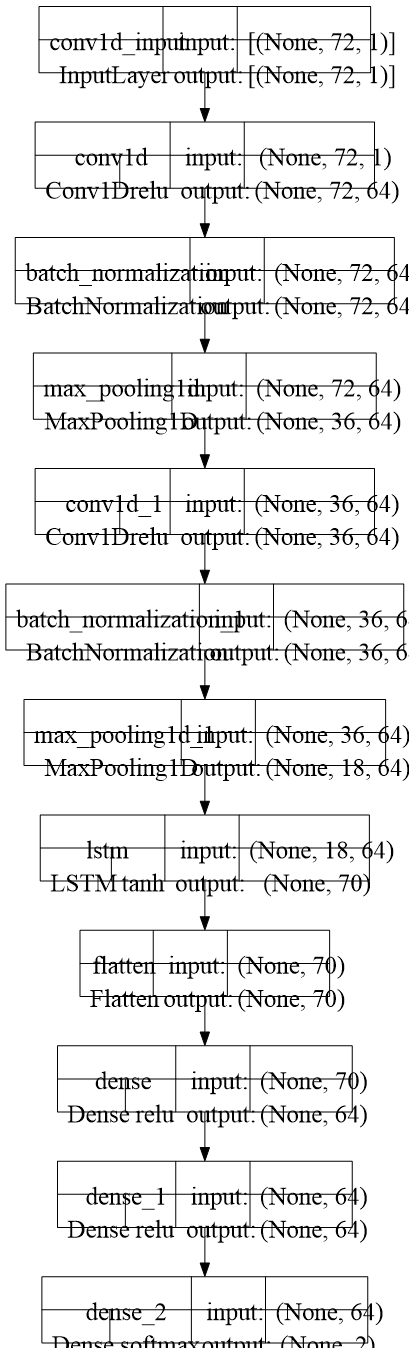 conv1d_input input: [(None, 72, 1)]
InputLayer output: [(None, 72, 1)]
conv1d input: (None, 72, 1)
Conv1D relu output: (None, 72, 64)
batch_normalization input: (None, 72, 64
BatchNormalization output: (None, 72, 64
max_pooling1d input: (None, 72, 64)
MaxPooling1D output: (None, 36, 64)
conv1d_1 input: (None, 36, 64)
Conv1D relu output: (None, 36, 64)
batch_normalization_1 input: (None, 36, 6
BatchNormalization output: (None, 36, 6
max_pooling1d_1 input: (None, 36, 64)
MaxPooling1D output: (None, 18, 64)
lstm input: (None, 18, 64)
LSTM tanh output: (None, 70)
flatten input: (None, 70)
Flatten output: (None, 70)
dense input: (None, 70)
Dense relu output: (None, 64)
dense_1 input: (None, 64)
Dense relu output: (None, 64)
dense_2 input: (None, 64)
Dense softmax output: (None, 2)